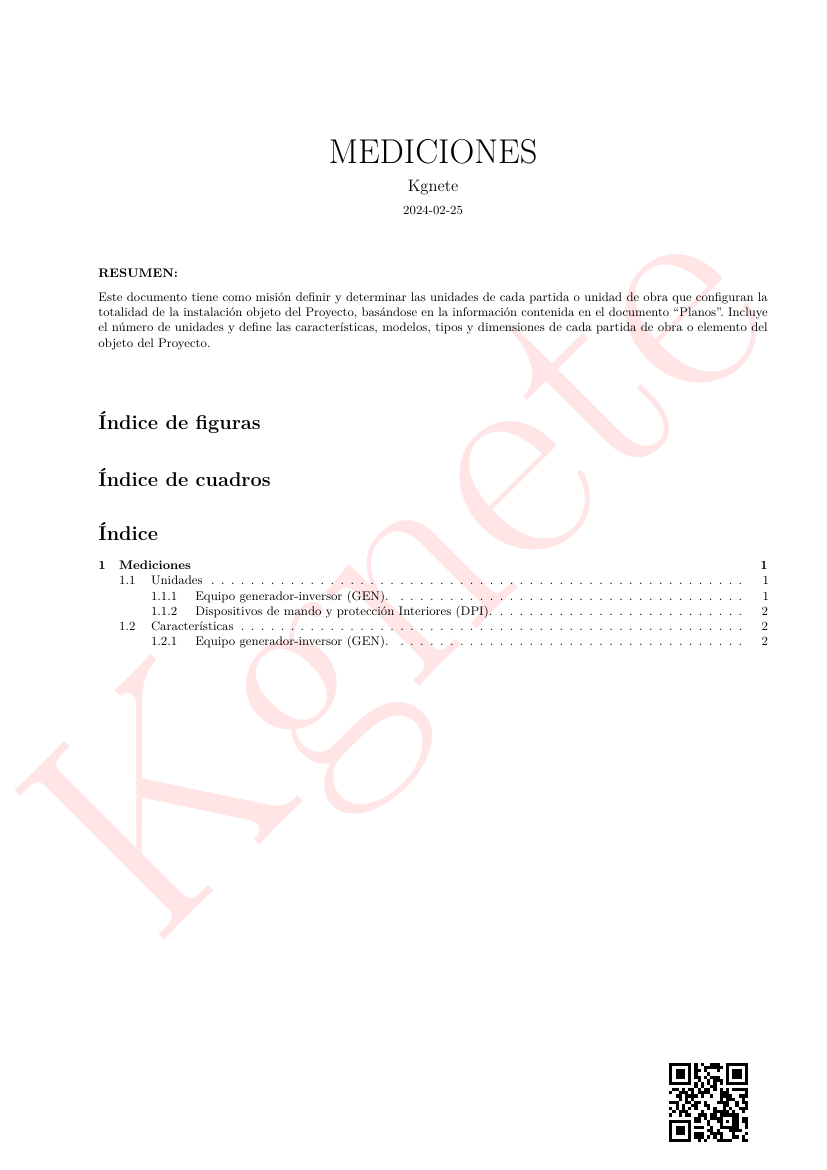 MEDICIONES
Kgnete
2024-02-25
RESUMEN:
Este documento tiene como misión definir y determinar las unidades de cada partida o unidad de obra que configuran la
totalidad de la instalación objeto del Proyecto, basándose en la información contenida en el documento “Planos”. Incluye
el número de unidades y define las características, modelos, tipos y dimensiones de cada partida de obra o elemento del
objeto del Proyecto.
Índice de figuras
Índice de cuadros
Índice
1 Mediciones 1
1.1 Unidades . . . . . . . . . . . . . . . . . . . . . . . . . . . . . . . . . . . . . . . . . . . . . . . . . . . . . . 1
1.1.1 Equipo generador-inversor (GEN). . . . . . . . . . . . . . . . . . . . . . . . . . . . . . . . . . . . 1
1.1.2 Dispositivos de mando y protección Interiores (DPI). . . . . . . . . . . . . . . . . . . . . . . . . . 2
1.2 Características . . . . . . . . . . . . . . . . . . . . . . . . . . . . . . . . . . . . . . . . . . . . . . . . . . . 2
1.2.1 Equipo generador-inversor (GEN). . . . . . . . . . . . . . . . . . . . . . . . . . . . . . . . . . . . 2
Kgnete